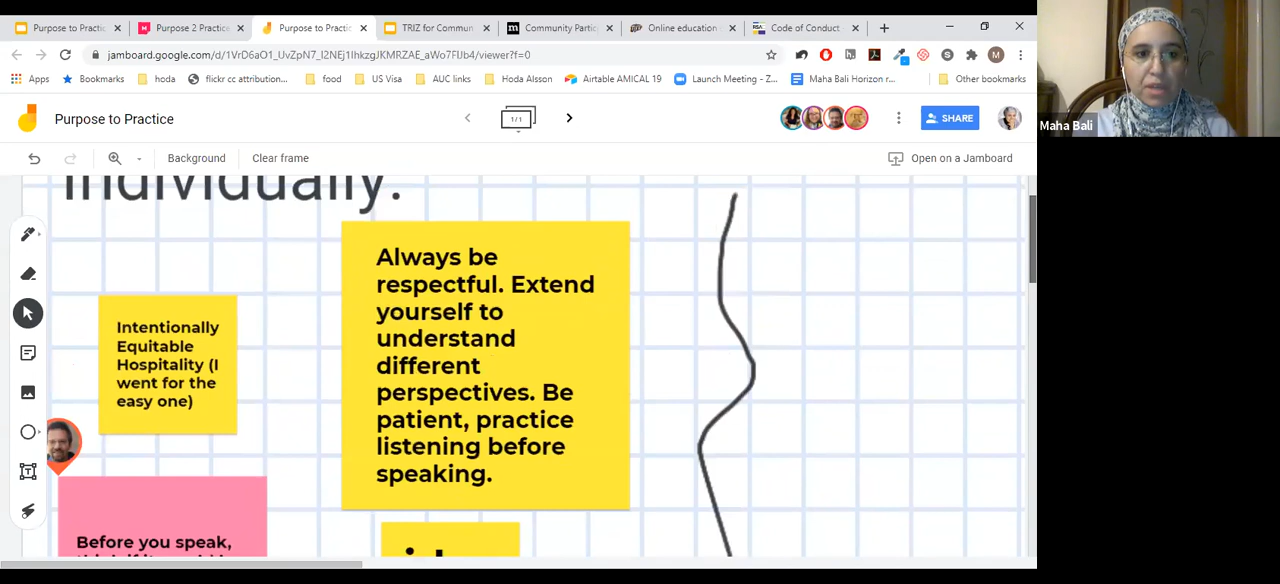 Purpose to Practic
Purpose 2 Practice
Purpose to Practice
TRIZ for Commun
Community Partic
Online education
Code of Conduct
jamboard.google.com/d/1VrD6aO1_UvZpN7_l2NEj1IhkzgJKMRZAE_aWo7FlJb4/viewer?f=0
Apps
Bookmarks
hoda
flickr cc attribution...
food
US Visa
AUC links
Hoda Alsson
Airtable AMICAL 19
Launch Meeting - Z...
Maha Bali Horizon r...
Other bookmarks
Purpose to Practice
1/1
SHARE
Background
Clear frame
Open on a Jamboard
Maha Bali
individually.
Always be
respectful. Extend
yourself to
understand
different
perspectives. Be
patient, practice
listening before
speaking.
Intentionally
Equitable
Hospitality (I
went for the
easy one)
Before you speak,